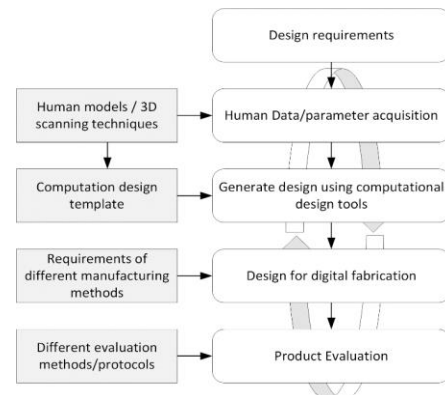 Design requirements
Human models / 3D
scanning techniques
Human Data/parameter acquisition
Computation design
template
Generate design using computational
design tools
Requirements of
different manufacturing
methods
Design for digital fabrication
Different evaluation
methods/protocols
Product Evaluation